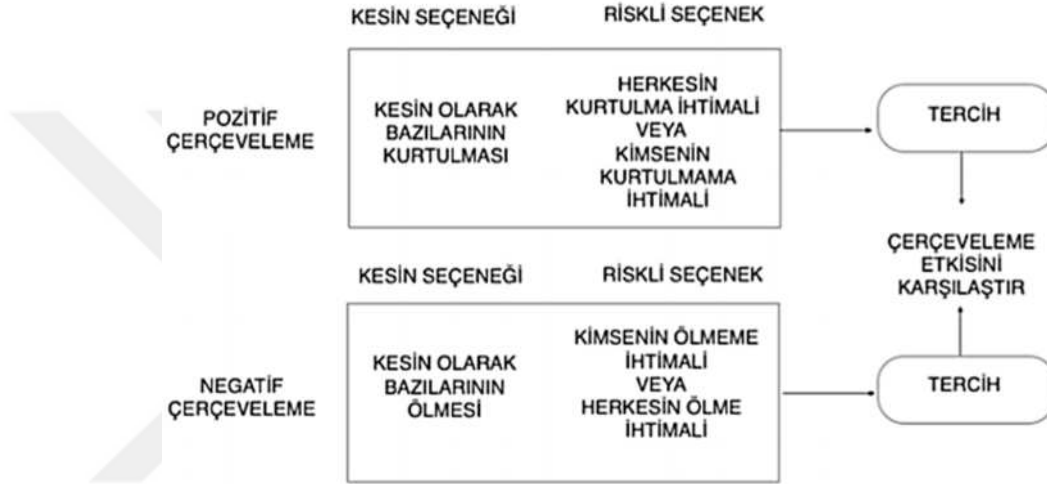 KESİN SEÇENEĞİ
RİSKLİ SEÇENEK
POZİTİF
ÇERÇEVELEME
KESİN OLARAK
BAZILARININ
KURTULMASI
HERKESİN
KURTULMA İHTİMALİ
VEYA
KİMSENİN
KURTULMAMA
İHTİMALİ
TERCİH
ÇERÇEVELEME
ETKİSİNİ
KARŞILAŞTIR
KESİN SEÇENEĞİ
RİSKLİ SEÇENEK
NEGATİF
ÇERÇEVELEME
KESİN OLARAK
BAZILARININ
ÖLMESİ
KİMSENİN ÖLMEME
İHTİMALİ
VEYA
HERKESİN ÖLME
İHTİMALİ
TERCİH